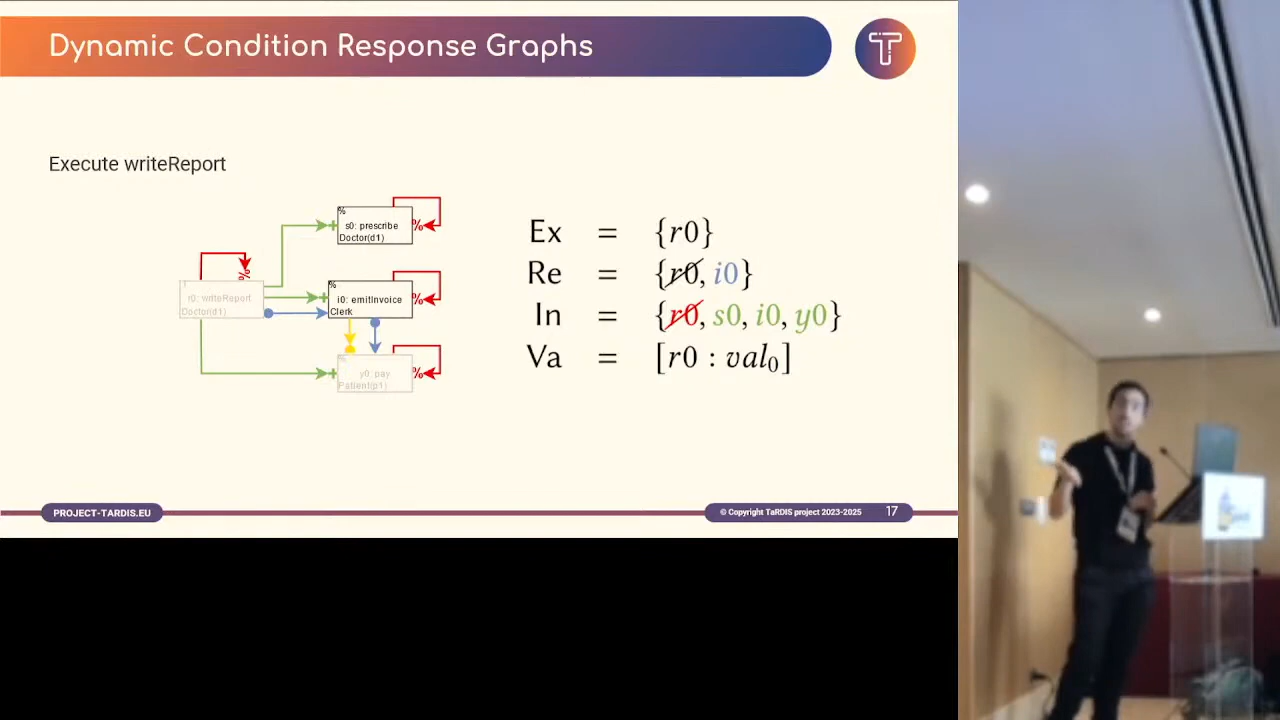 Dynamic Condition Response Graphs
T
Execute writeReport
%
s0: prescribe
Doctor(d1)
%
%
r0: writeReport
Doctor(d1)
%
i0: emitInvoice
Clerk
%
%
y0: pay
Patient(p1)
%
Ex = {r0}
Re = {r0, i0}
In = {r0, s0, i0, y0}
Va = [r0 : val₀]
PROJECT-TARDIS.EU
© Copyright TaRDIS project 2023-2025 17